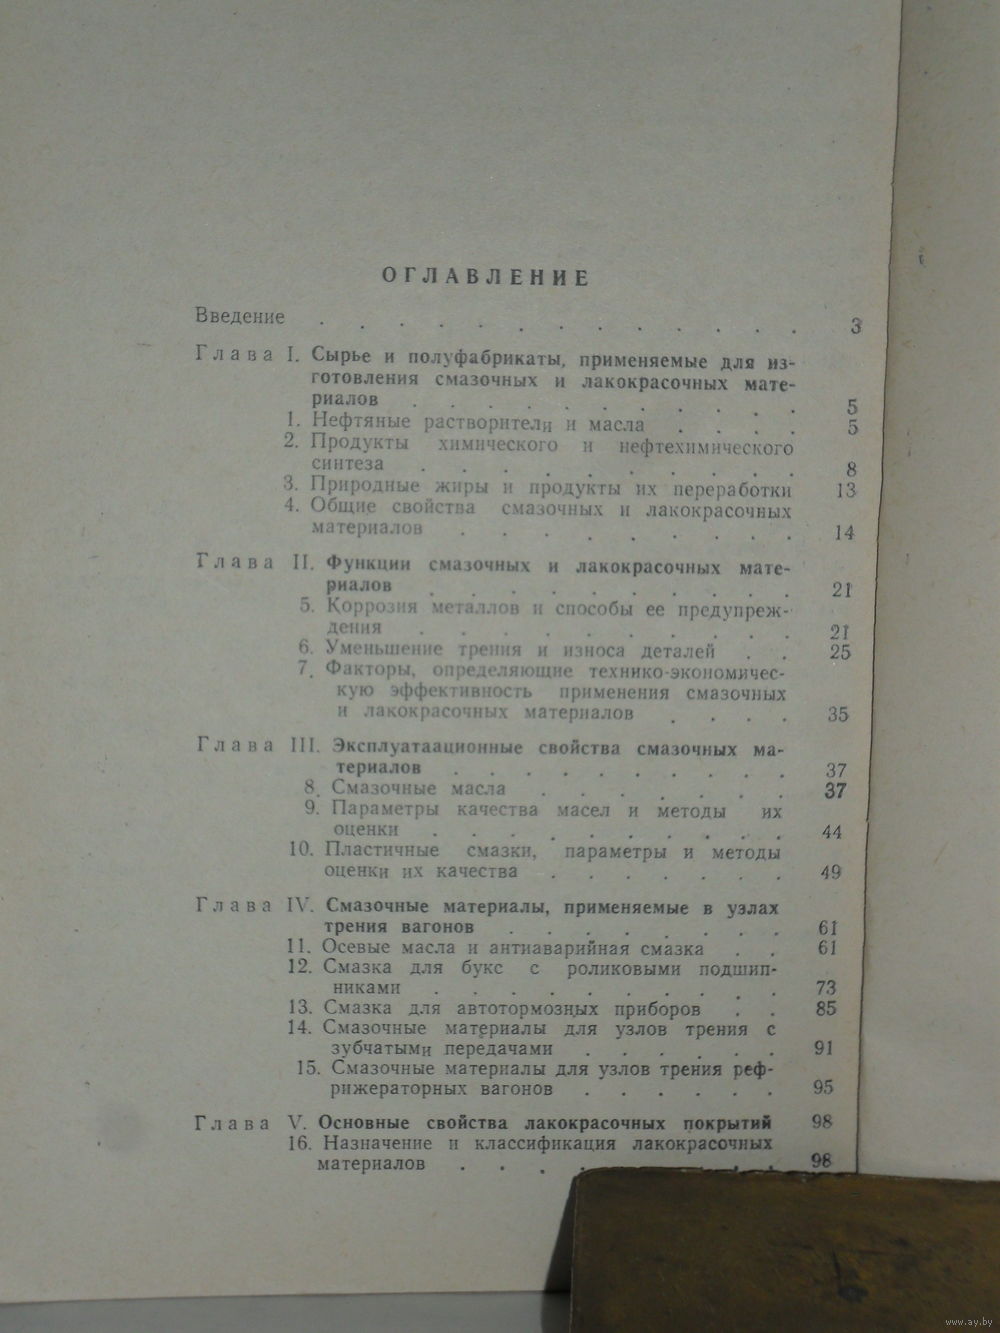 ОГЛАВЛЕНИЕ
Введение . . . . . . . . . . . . . 3
Глава I. Сырье и полуфабрикаты, применяемые для из-
готовления смазочных и лакокрасочных мате-
риалов . . . . . . . . . . 5
1. Нефтяные растворители и масла . . . . 5
2. Продукты химического и нефтехимического
синтеза . . . . . . . . . . 8
3. Природные жиры и продукты их переработки 13
4. Общие свойства смазочных и лакокрасочных
материалов . . . . . . . . . 14
Глава II. Функции смазочных и лакокрасочных мате-
риалов . . . . . . . . . 21
5. Коррозия металлов и способы ее предупреж-
дения . . . . . . . . . 21
6. Уменьшение трения и износа деталей . . 25
7. Факторы, определяющие технико-экономичес-
кую эффективность применения смазочных
и лакокрасочных материалов . . . . 35
Глава III. Эксплуатаационные свойства смазочных ма-
териалов . . . . . . . . . 37
8. Смазочные масла . . . . . . . 37
9. Параметры качества масел и методы их
оценки . . . . . . . . . 44
10. Пластичные смазки, параметры и методы
оценки их качества . . . . . . 49
Глава IV. Смазочные материалы, применяемые в узлах
трения вагонов . . . . . . . 61
11. Осевые масла и антиаварийная смазка . . 61
12. Смазка для букс с роликовыми подшип-
никами . . . . . . . . . 73
13. Смазка для автотормозных приборов . . 85
14. Смазочные материалы для узлов трения с
зубчатыми передачами . . . . . . 91
15. Смазочные материалы для узлов трения реф-
рижераторных вагонов . . . . . . 95
Глава V. Основные свойства лакокрасочных покрытий 98
16. Назначение и классификация лакокрасочных
материалов . . . . . . . . 98
www.ay.by